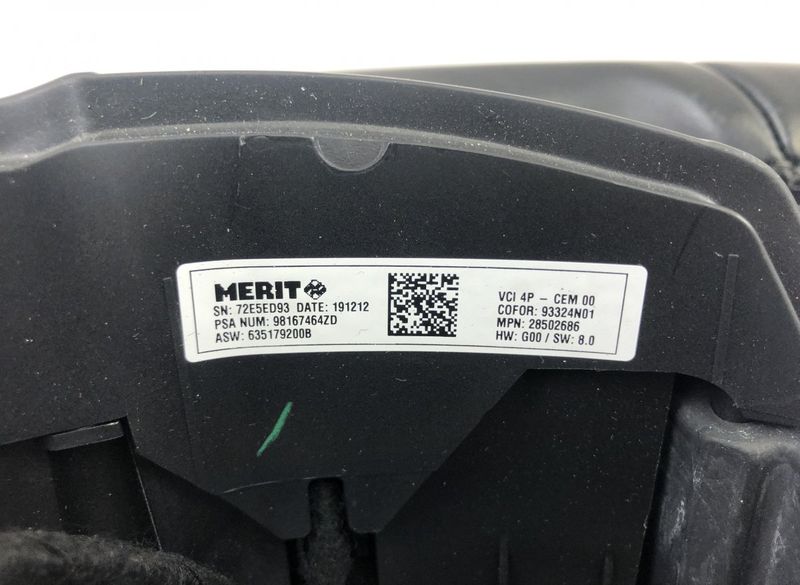 MERIT
SN: 72E5ED93 DATE: 191212
PSA NUM: 98167464ZD
ASW: 635179200B
VCI 4P – CEM 00
COFOR: 93324N01
MPN: 28502686
HW: G00 / SW: 8.0